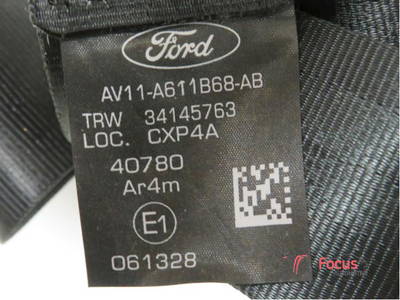 Ford
AV11-A611B68-AB
TRW 34145763
LOC. CXP4A
40780
Ar4m
E1
061328
Focus